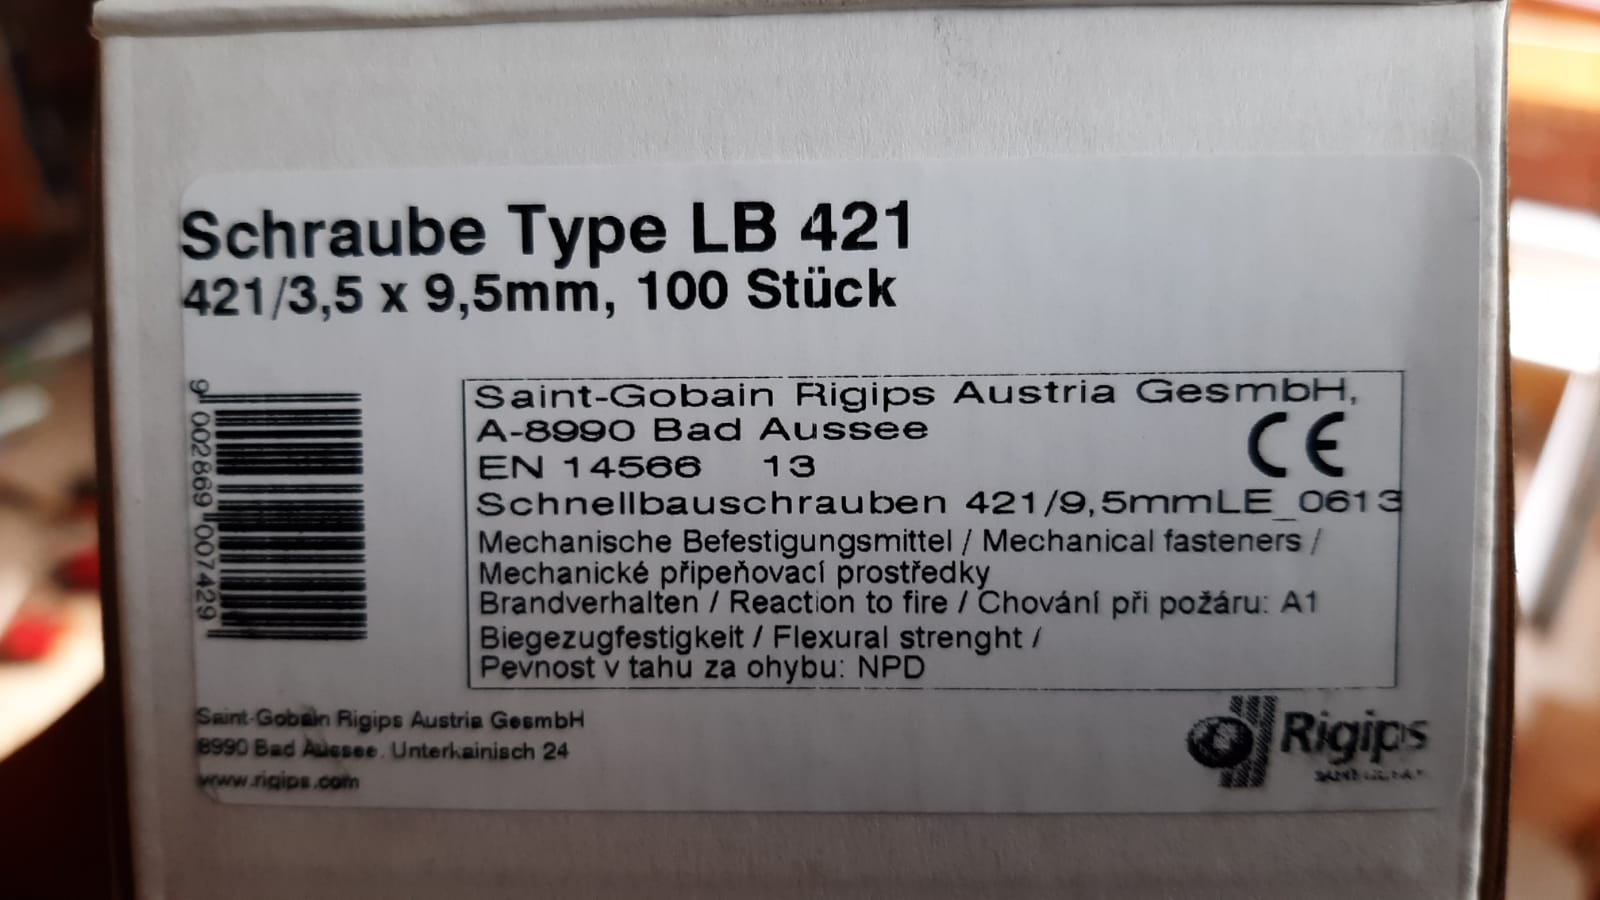 Schraube Type LB 421
421/3,5 x 9,5mm, 100 Stück
9 002869 007429
Saint-Gobain Rigips Austria GesmbH,
A-8990 Bad Aussee
CE
EN 14566 13
Schnellbauschrauben 421/9,5mmLE_0613
Mechanische Befestigungsmittel / Mechanical fasteners /
Mechanické připeňovací prostředky
Brandverhalten / Reaction to fire / Chování při požáru: A1
Biegezugfestigkeit / Flexural strenght /
Pevnost v tahu za ohybu: NPD
Saint-Gobain Rigips Austria GesmbH
8990 Bad Aussee. Unterkainisch 24
www.rigips.com
Rigips